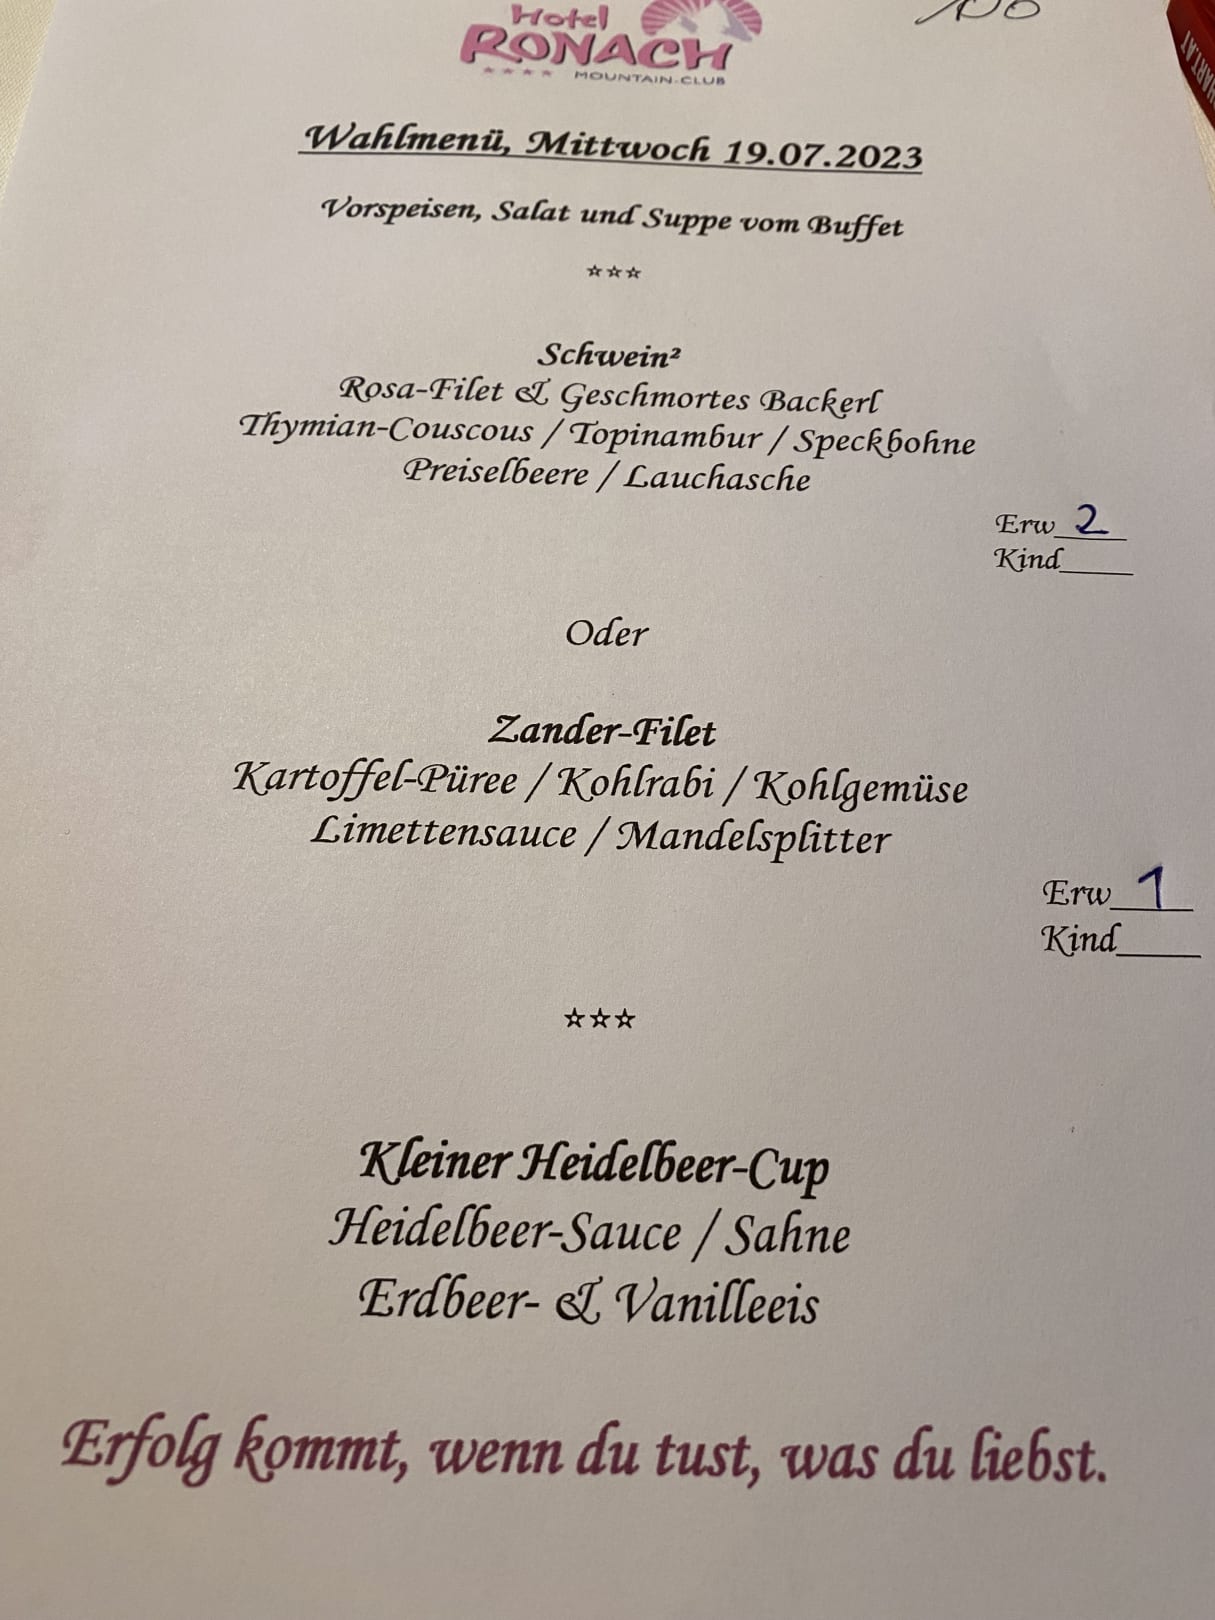 Hotel
RONACH
MOUNTAIN-CLUB
Wahlmenü, Mittwoch 19.07.2023
Vorspeisen, Salat und Suppe vom Buffet
☆☆☆
Schwein²
Rosa-Filet & Geschmortes Backerl
Thymian-Couscous / Topinambur / Speckbohne
Preiselbeere / Lauchasche
Erw 2
Kind____
Oder
Zander-Filet
Kartoffel-Püree / Kohlrabi / Kohlgemüse
Limettensauce / Mandelsplitter
Erw 1
Kind____
☆☆☆
Kleiner Heidelbeer-Cup
Heidelbeer-Sauce / Sahne
Erdbeer- & Vanilleeis
Erfolg kommt, wenn du tust, was du liebst.